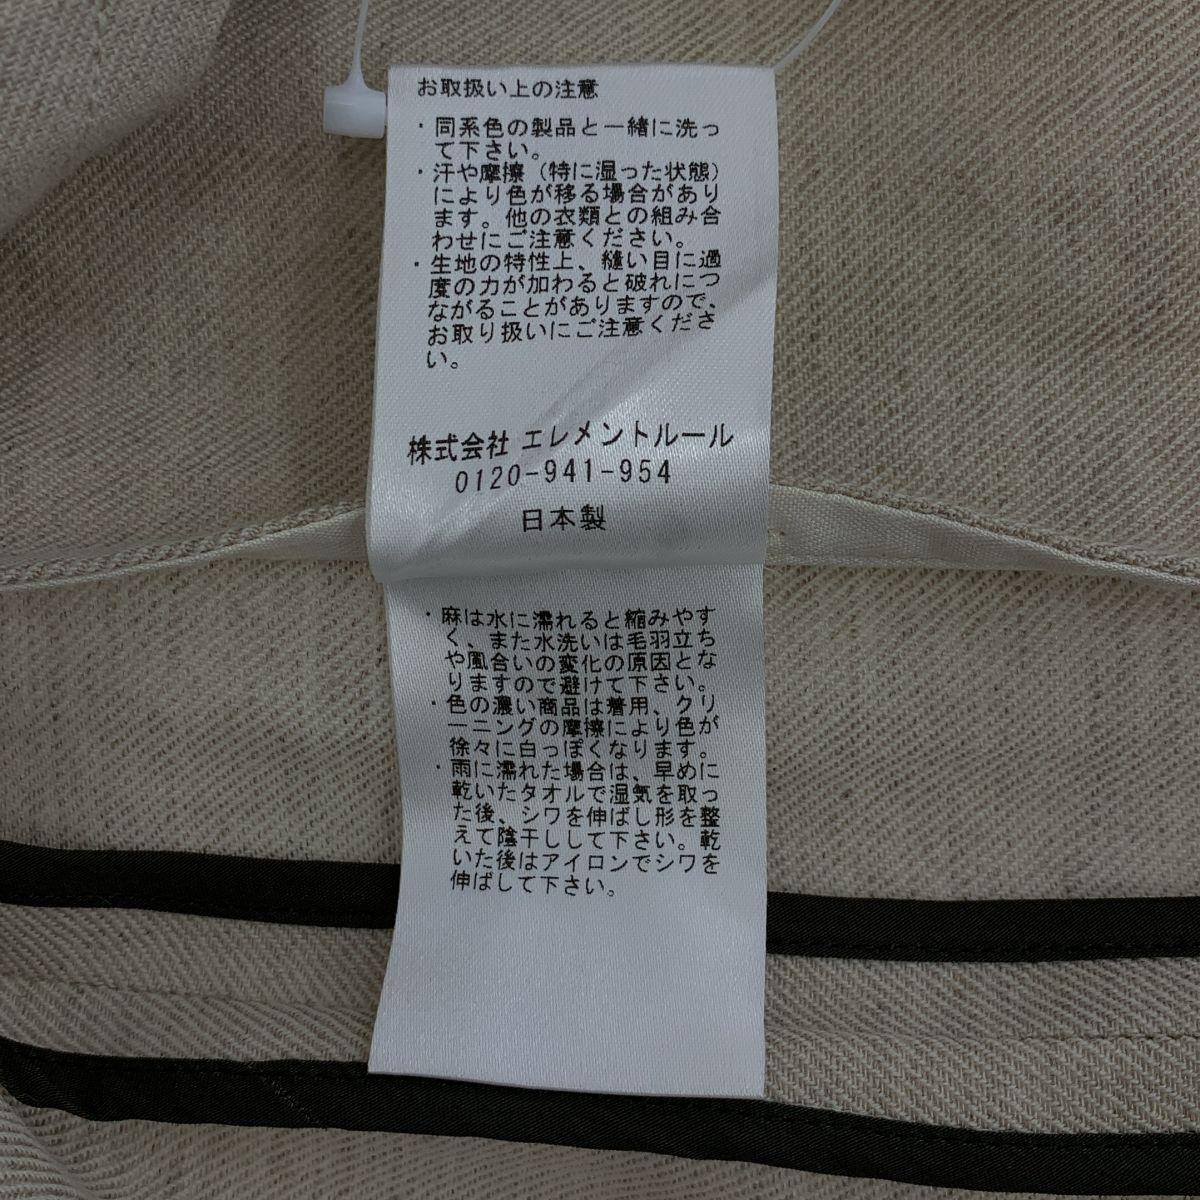 お取扱い上の注意
・同系色の製品と一緒に洗っ
て下さい。
・汗や摩擦（特に湿った状態）
により色が移る場合があり
ます。他の衣類との組み合
わせにご注意ください。
・生地の特性上、縫い目に過
度の力が加わると破れにつ
ながることがありますので、
お取り扱いにご注意くださ
い。
株式会社 エレメントルール
0120-941-954
日本製
・麻は水に濡れると縮みやす
く、また水洗いは毛羽立ち
や風合いの変化の原因とな
りますので避けて下さい。
・色の濃い商品は着用、クリ
ーニングの摩擦により色が
徐々に白っぽくなります。
・雨に濡れた場合は、早めに
乾いたタオルで湿気を取っ
た後、シワを伸ばし形を整
えて陰干しして下さい。乾
いた後はアイロンでシワを
伸ばして下さい。